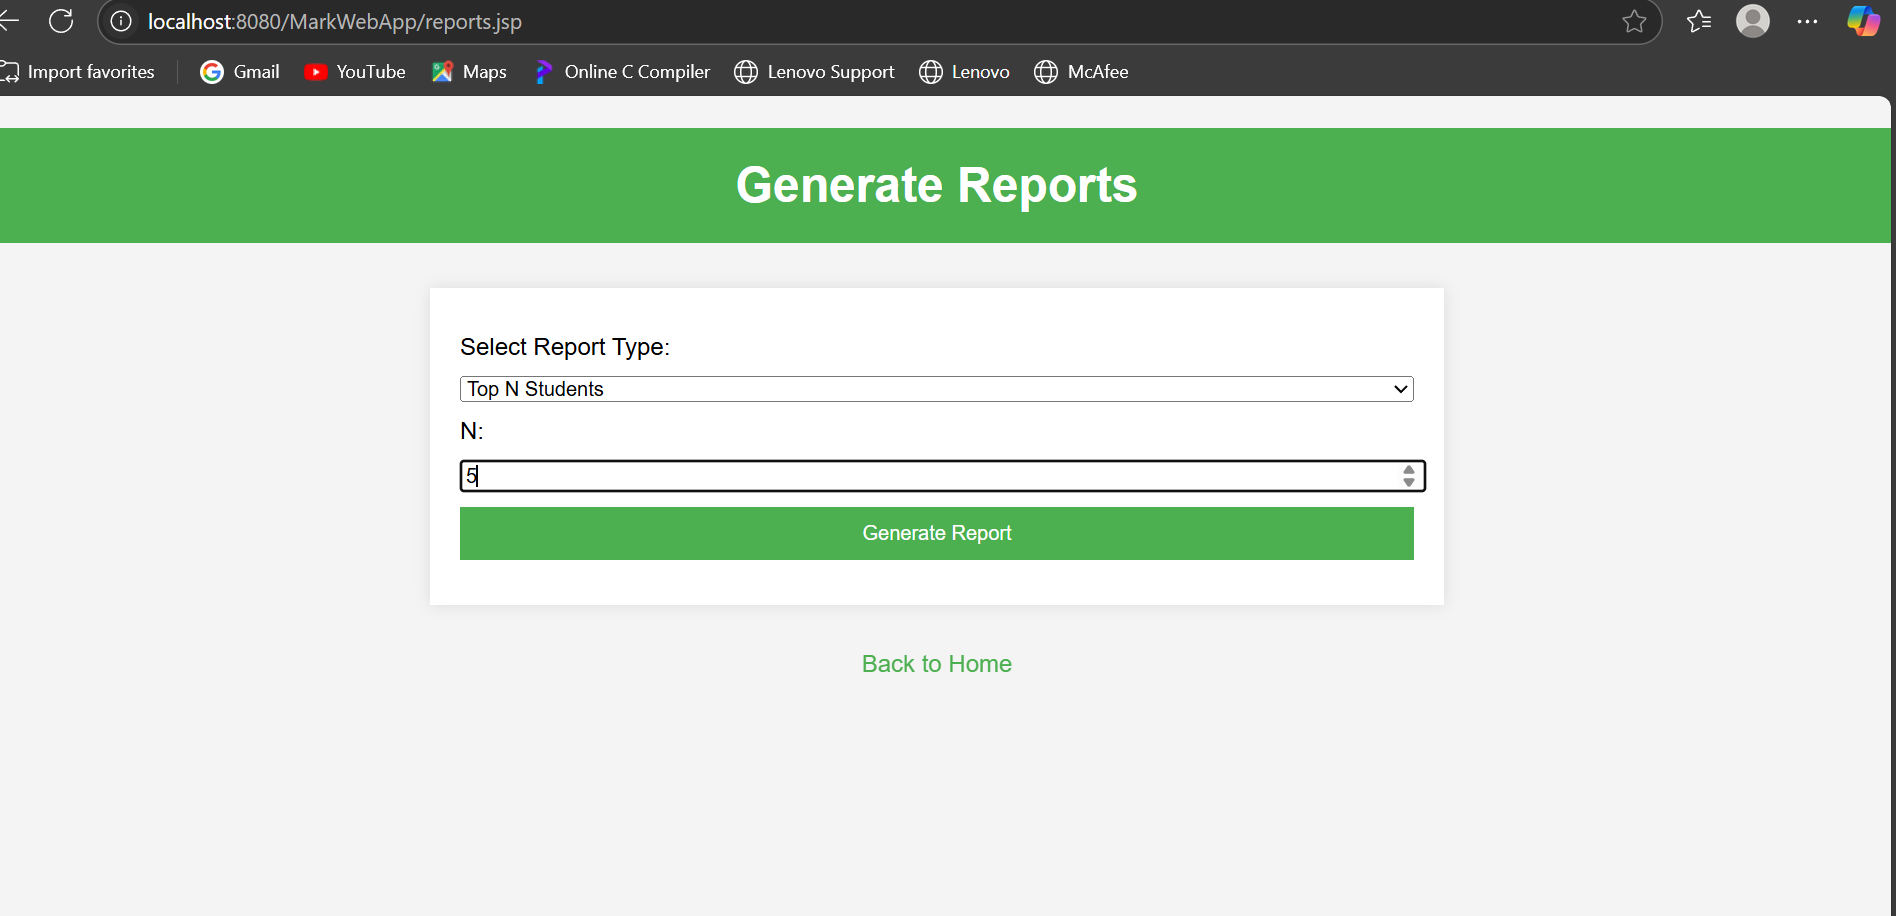 localhost:8080/MarkWebApp/reports.jsp
Import favorites Gmail YouTube Maps Online C Compiler Lenovo Support Lenovo McAfee
Generate Reports
Select Report Type:
Top N Students
N:
5
Generate Report
Back to Home